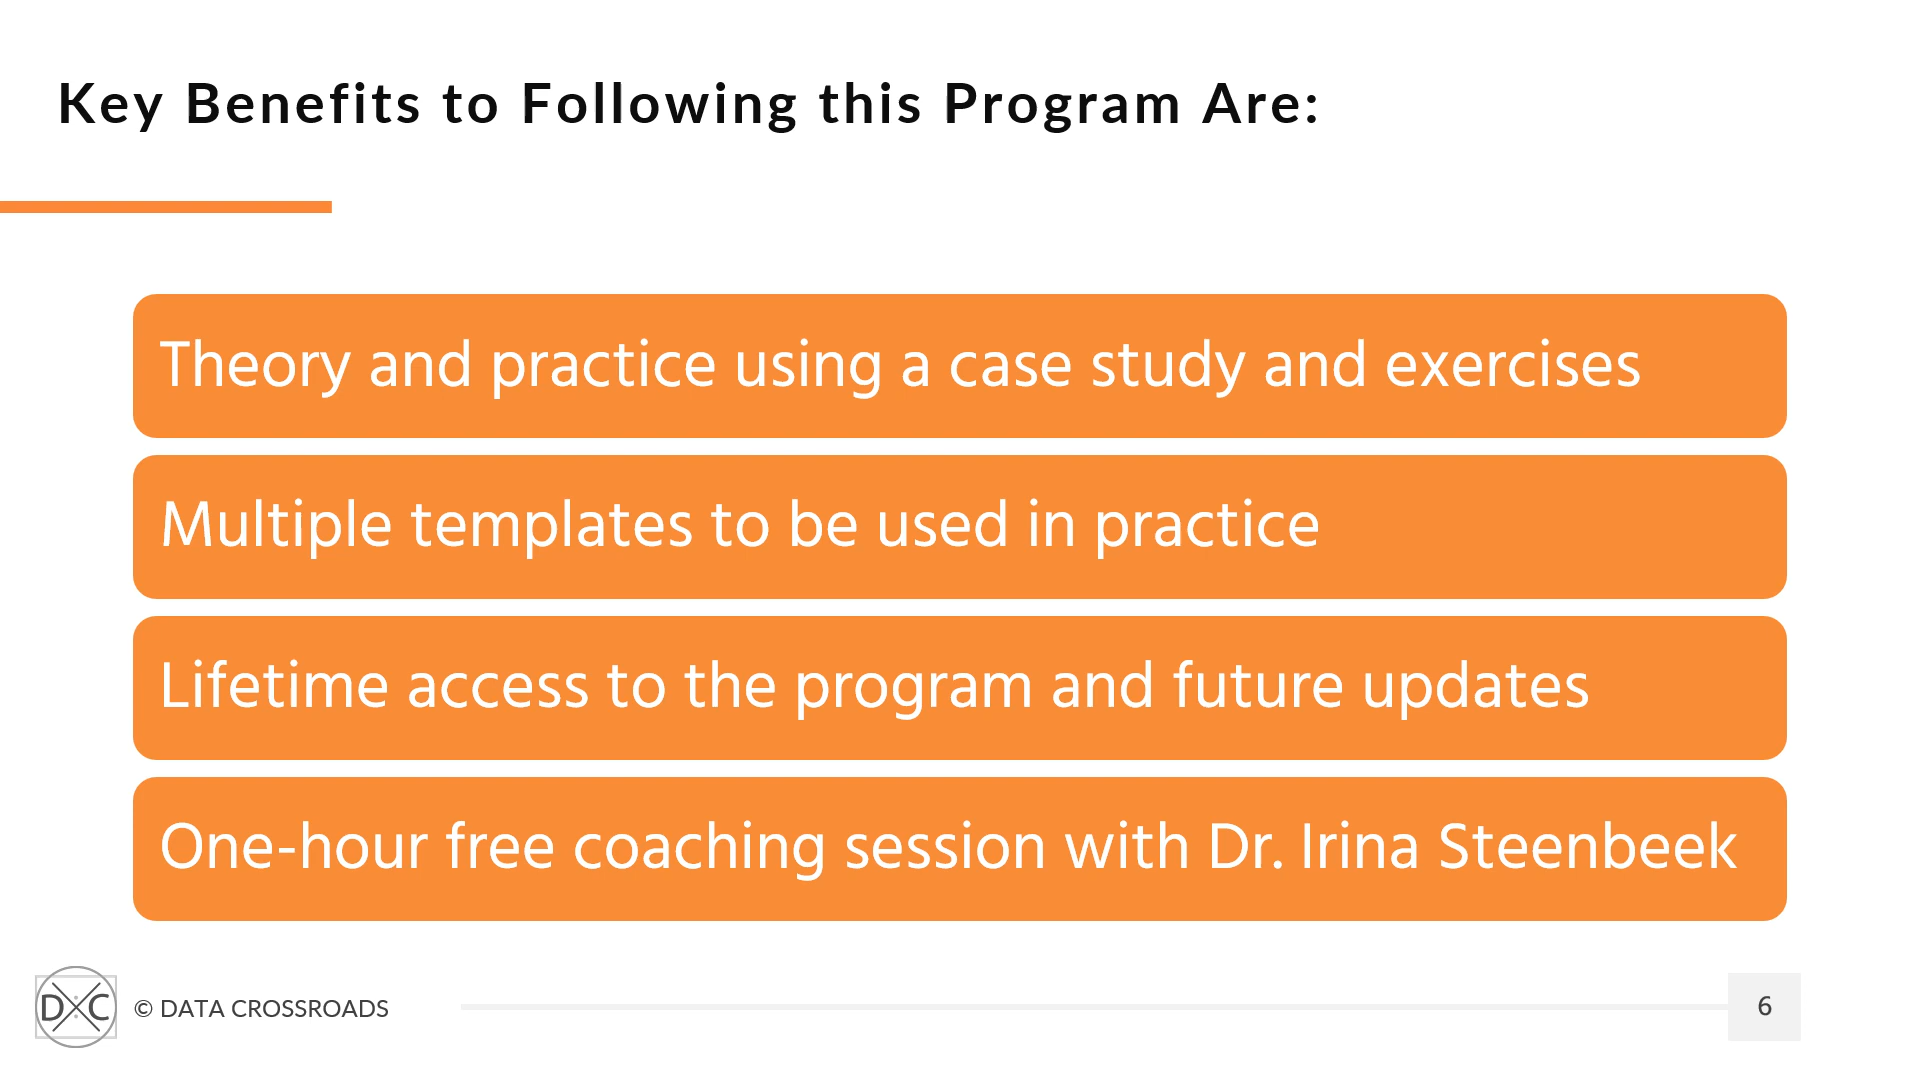 Key Benefits to Following this Program Are:
Theory and practice using a case study and exercises
Multiple templates to be used in practice
Lifetime access to the program and future updates
One-hour free coaching session with Dr. Irina Steenbeek
D C
© DATA CROSSROADS
6